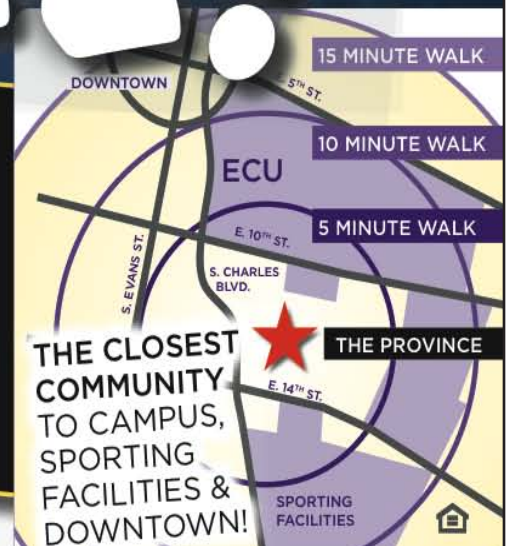 15 MINUTE WALK
DOWNTOWN
5TH ST.
10 MINUTE WALK
ECU
5 MINUTE WALK
E. 10TH ST.
S. EVANS ST.
S. CHARLES
BLVD.
THE PROVINCE
THE CLOSEST
COMMUNITY
TO CAMPUS,
SPORTING
FACILITIES &
DOWNTOWN!
E. 14TH ST.
SPORTING
FACILITIES